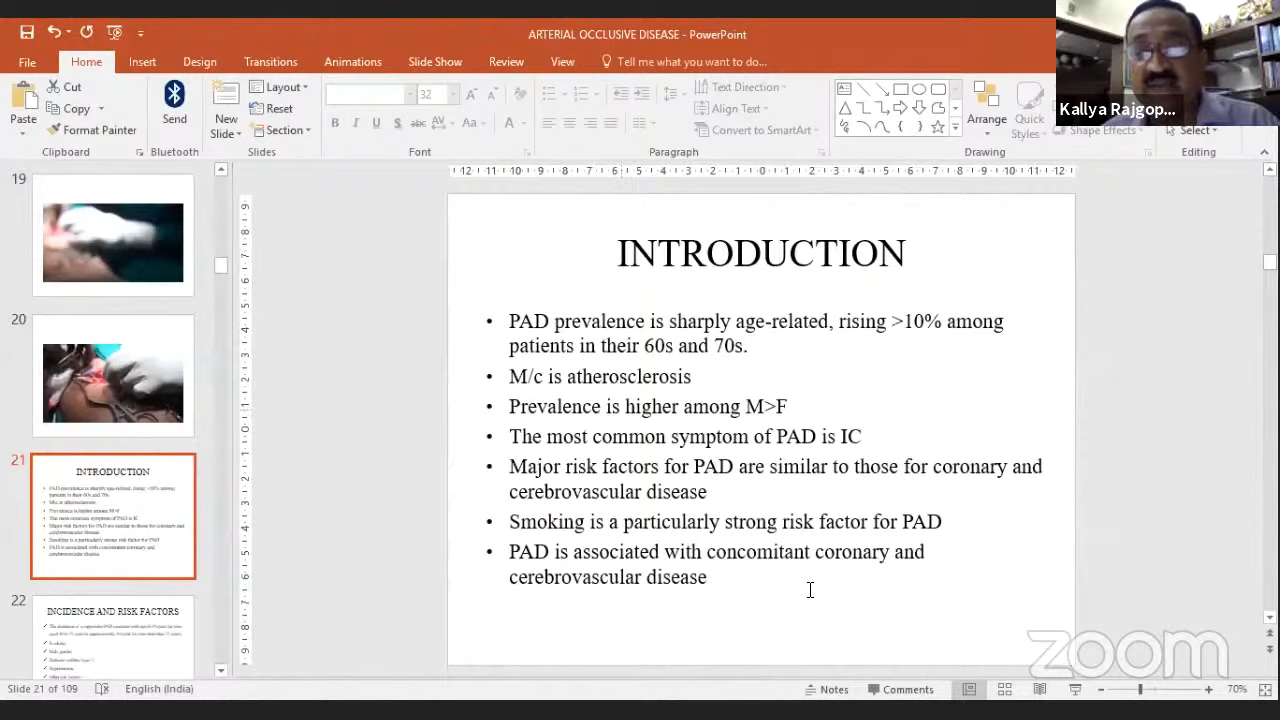 ARTERIAL OCCLUSIVE DISEASE - PowerPoint
File Home Insert Design Transitions Animations Slide Show Review View Tell me what you want to do...
Kallya Rajgop...
Paste
Cut
Copy
Format Painter
Clipboard
Send
Bluetooth
New Slide
Layout
Reset
Section
Slides
32
Font
Text Direction
Align Text
Convert to SmartArt
Paragraph
Arrange
Quick Styles
Shape Effects
Drawing
Select
Editing
19
20
21
INTRODUCTION
22
INCIDENCE AND RISK FACTORS
INTRODUCTION
• PAD prevalence is sharply age-related, rising >10% among
patients in their 60s and 70s.
• M/c is atherosclerosis
• Prevalence is higher among M>F
• The most common symptom of PAD is IC
• Major risk factors for PAD are similar to those for coronary and
cerebrovascular disease
• Smoking is a particularly strong risk factor for PAD
• PAD is associated with concomitant coronary and
cerebrovascular disease
zoom
Slide 21 of 109 English (India) Notes Comments 70%